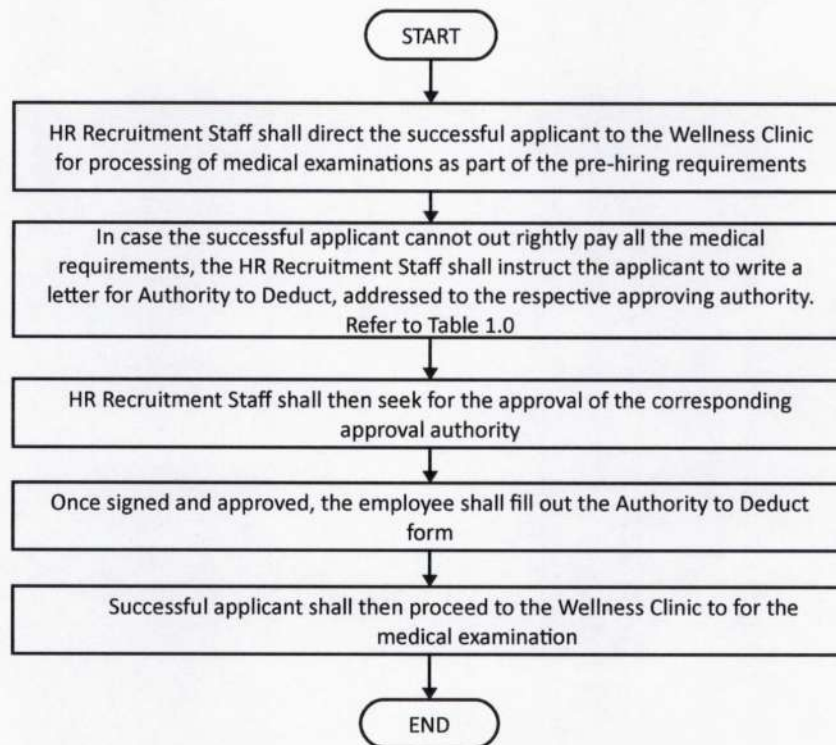 START
HR Recruitment Staff shall direct the successful applicant to the Wellness Clinic
for processing of medical examinations as part of the pre-hiring requirements
In case the successful applicant cannot out rightly pay all the medical
requirements, the HR Recruitment Staff shall instruct the applicant to write a
letter for Authority to Deduct, addressed to the respective approving authority.
Refer to Table 1.0
HR Recruitment Staff shall then seek for the approval of the corresponding
approval authority
Once signed and approved, the employee shall fill out the Authority to Deduct
form
Successful applicant shall then proceed to the Wellness Clinic to for the
medical examination
END